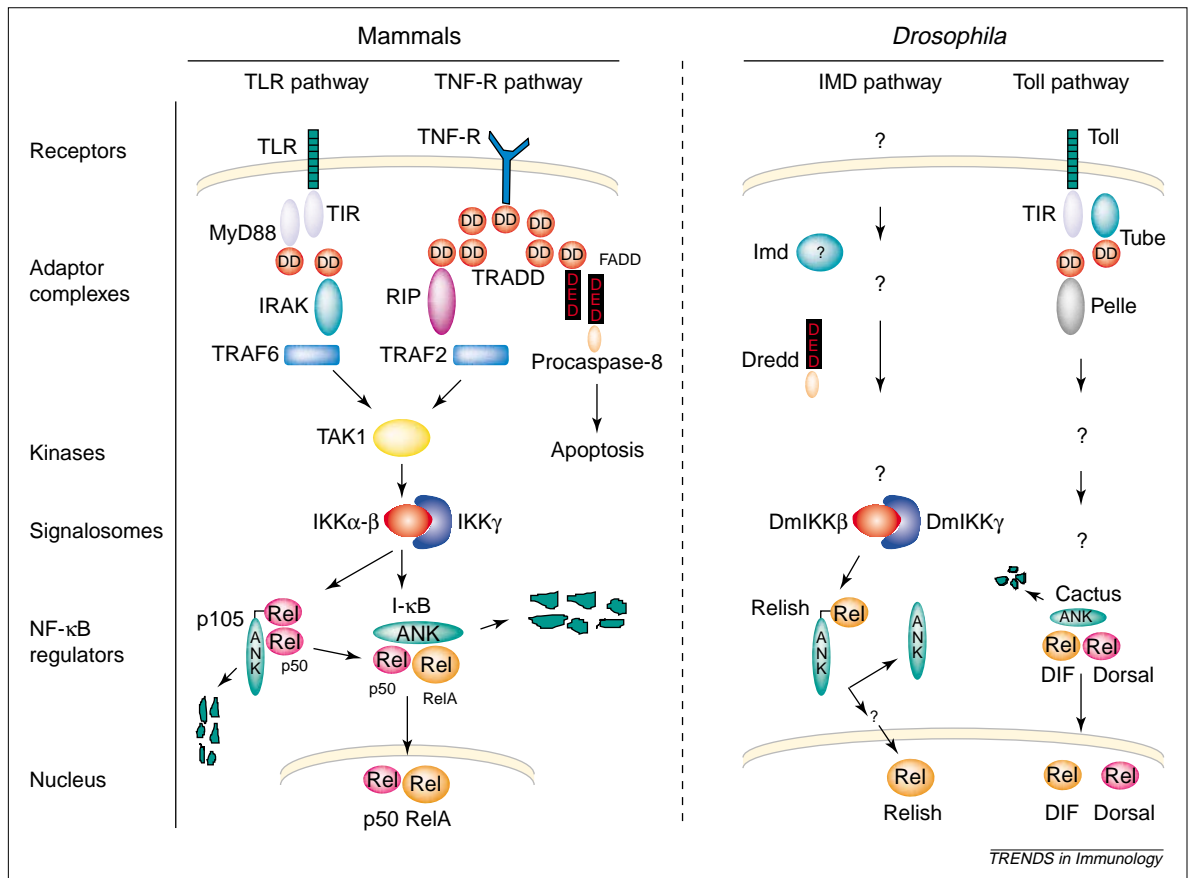 Mammals
Drosophila
TLR pathway
TNF-R pathway
IMD pathway
Toll pathway
Receptors
TLR
TNF-R
?
Toll
TIR
MyD88
DD
DD
DD
DD
DD
DD
DD
DD
DD
DD
TRADD
FADD
DED
DED
Adaptor
complexes
IRAK
RIP
TRAF6
TRAF2
Procaspase-8
Imd
?
?
Dredd
DED
TIR
Tube
DD
DD
Pelle
Kinases
TAK1
Apoptosis
?
?
Signalosomes
IKKα-β
IKKγ
DmIKKβ
DmIKKγ
?
NF-κB
regulators
p105
Rel
ANK
Rel
p50
I-κB
ANK
Rel
Rel
p50
RelA
Relish
Rel
ANK
ANK
?
Cactus
ANK
Rel
Rel
DIF
Dorsal
Nucleus
Rel
Rel
p50 RelA
Rel
Relish
Rel
Rel
DIF
Dorsal
TRENDS in Immunology